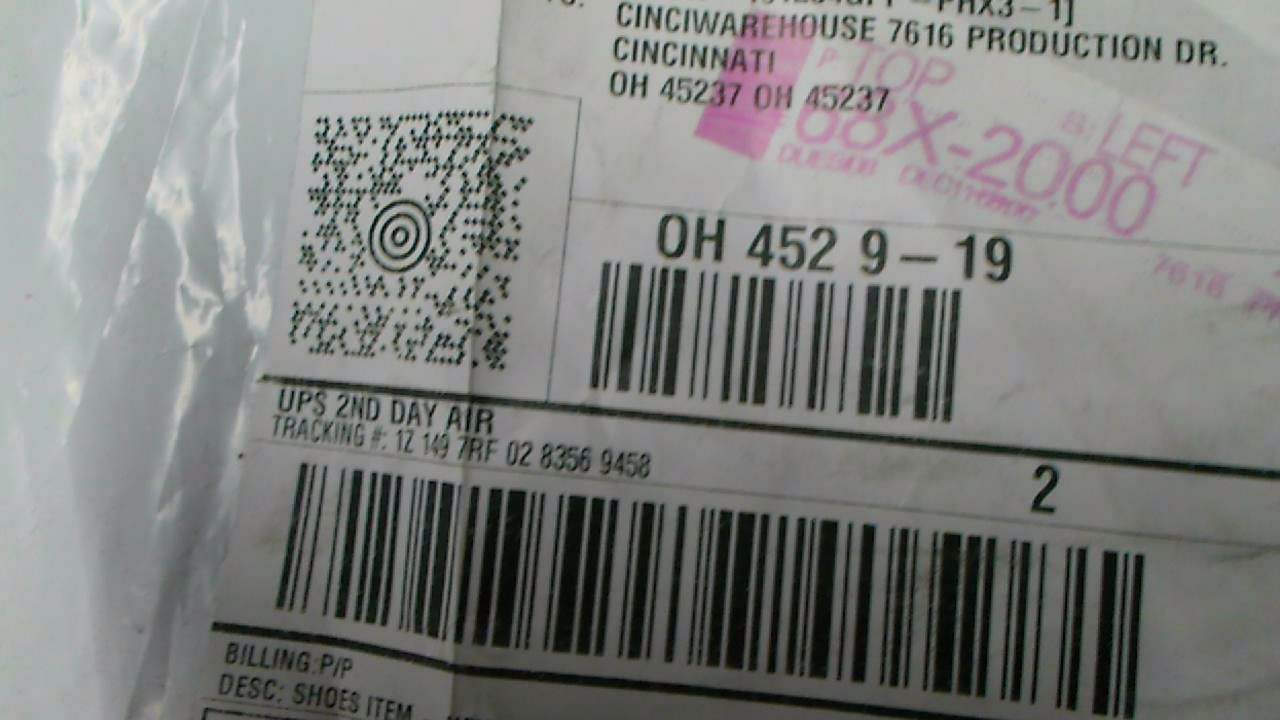 CINCIWAREHOUSE 7616 PRODUCTION DR.
CINCINNATI
OH 45237 OH 45237
P: TOP
S: LEFT
88X-2000
OH 452 9-19
7616
UPS 2ND DAY AIR
TRACKING #: 1Z 149 7RF 02 8356 9458
2
BILLING: P/P
DESC: SHOES ITEM